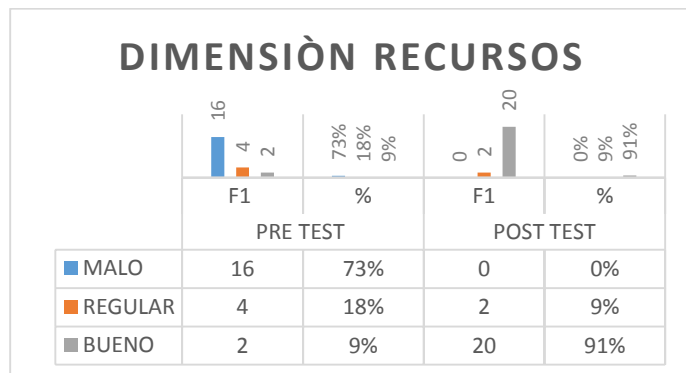 DIMENSIÒN RECURSOS
16 4 2 73% 18% 9% 0 2 20 0% 9% 91%
F1 % F1 %
PRE TEST POST TEST
MALO 16 73% 0 0%
REGULAR 4 18% 2 9%
BUENO 2 9% 20 91%